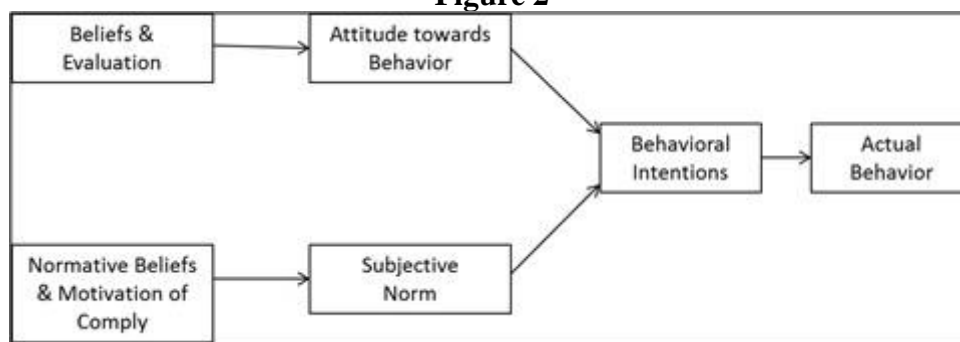 Figure 2
Beliefs &
Evaluation
Attitude towards
Behavior
Behavioral
Intentions
Actual
Behavior
Normative Beliefs
& Motivation of
Comply
Subjective
Norm